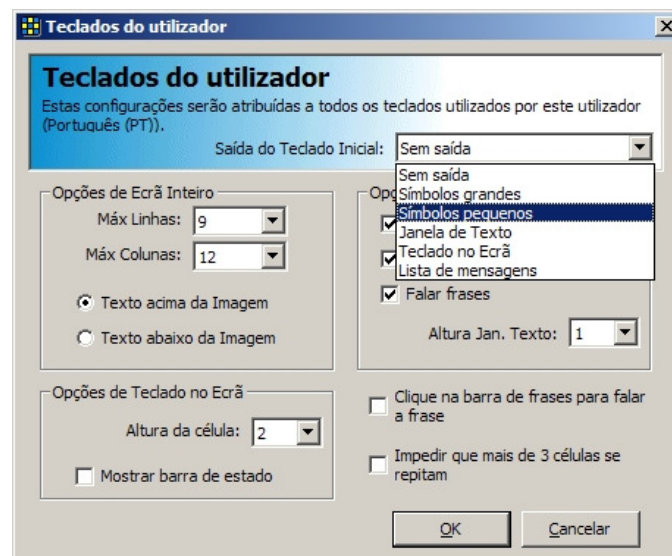 Teclados do utilizador
Teclados do utilizador
Estas configurações serão atribuídas a todos os teclados utilizados por este utilizador
(Português (PT)).
Saída do Teclado Inicial: Sem saída
Sem saída
Símbolos grandes
Símbolos pequenos
Janela de Texto
Teclado no Ecrã
Lista de mensagens
Opções de Ecrã Inteiro
Máx Linhas: 9
Máx Colunas: 12
Texto acima da Imagem
Texto abaixo da Imagem
Falar frases
Altura Jan. Texto: 1
Opções de Teclado no Ecrã
Altura da célula: 2
Mostrar barra de estado
Clique na barra de frases para falar
a frase
Impedir que mais de 3 células se
repitam
OK Cancelar